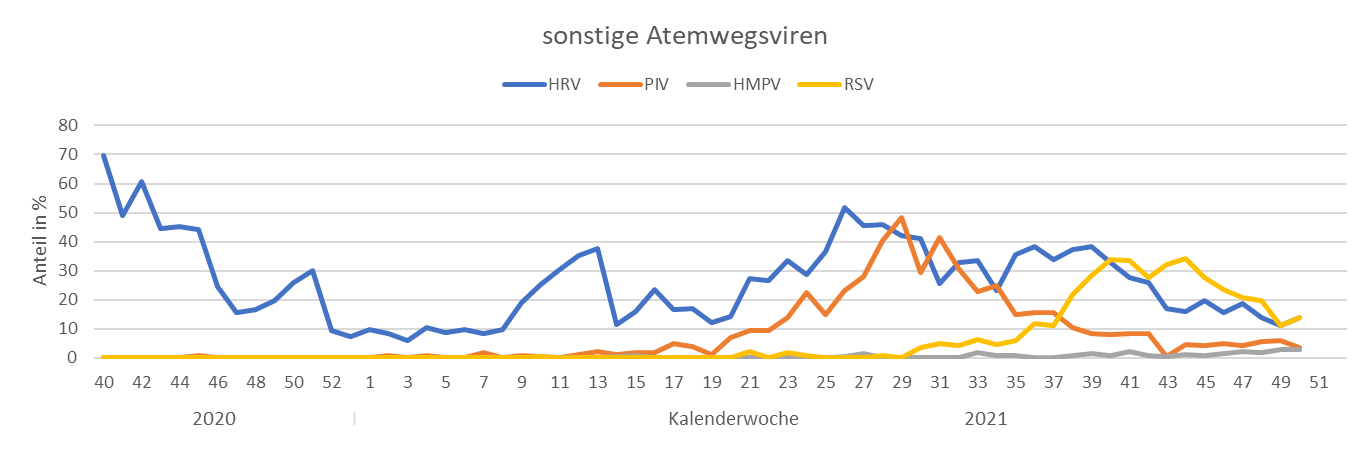 sonstige Atemwegsviren
HRV PIV HMPV RSV
Anteil in %
80
70
60
50
40
30
20
10
0
40 42 44 46 48 50 52 1 3 5 7 9 11 13 15 17 19 21 23 25 27 29 31 33 35 37 39 41 43 45 47 49 51
2020 Kalenderwoche 2021